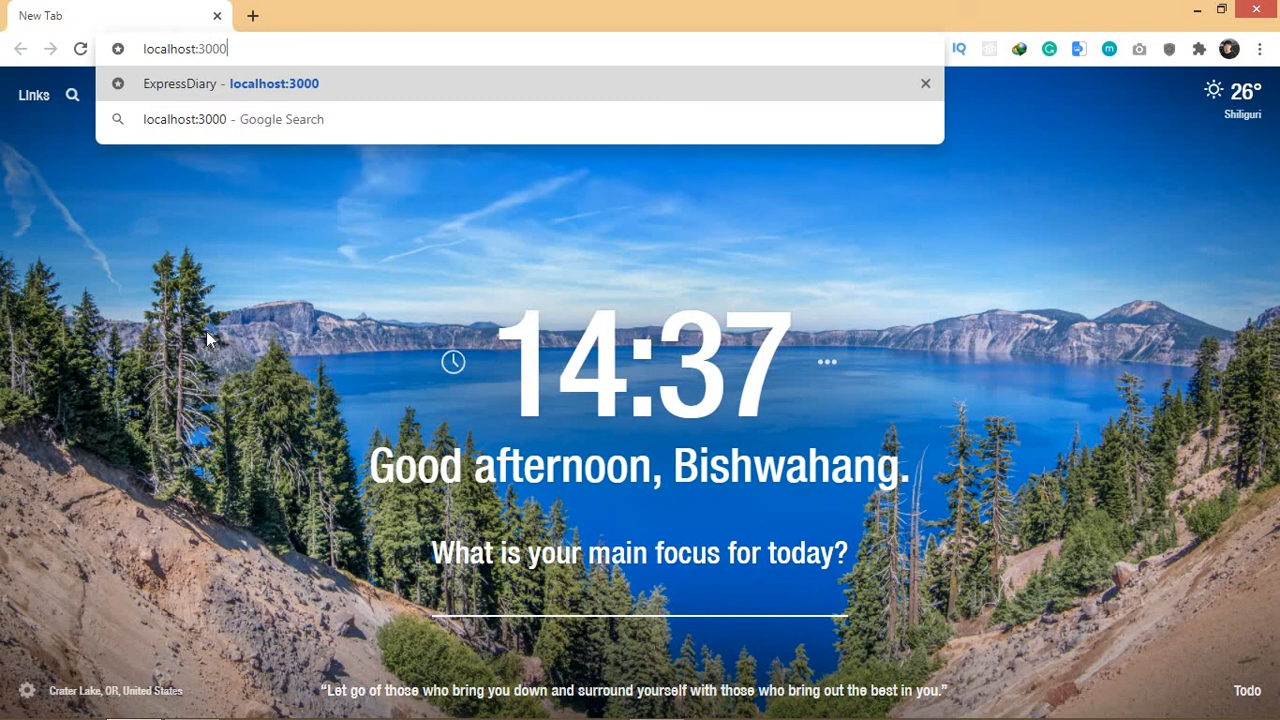 New Tab
localhost:3000
IQ
ExpressDiary - localhost:3000
localhost:3000 - Google Search
Links
26°
Shiliguri
14:37
Good afternoon, Bishwahang.
What is your main focus for today?
Crater Lake, OR, United States
“Let go of those who bring you down and surround yourself with those who bring out the best in you.”
Todo